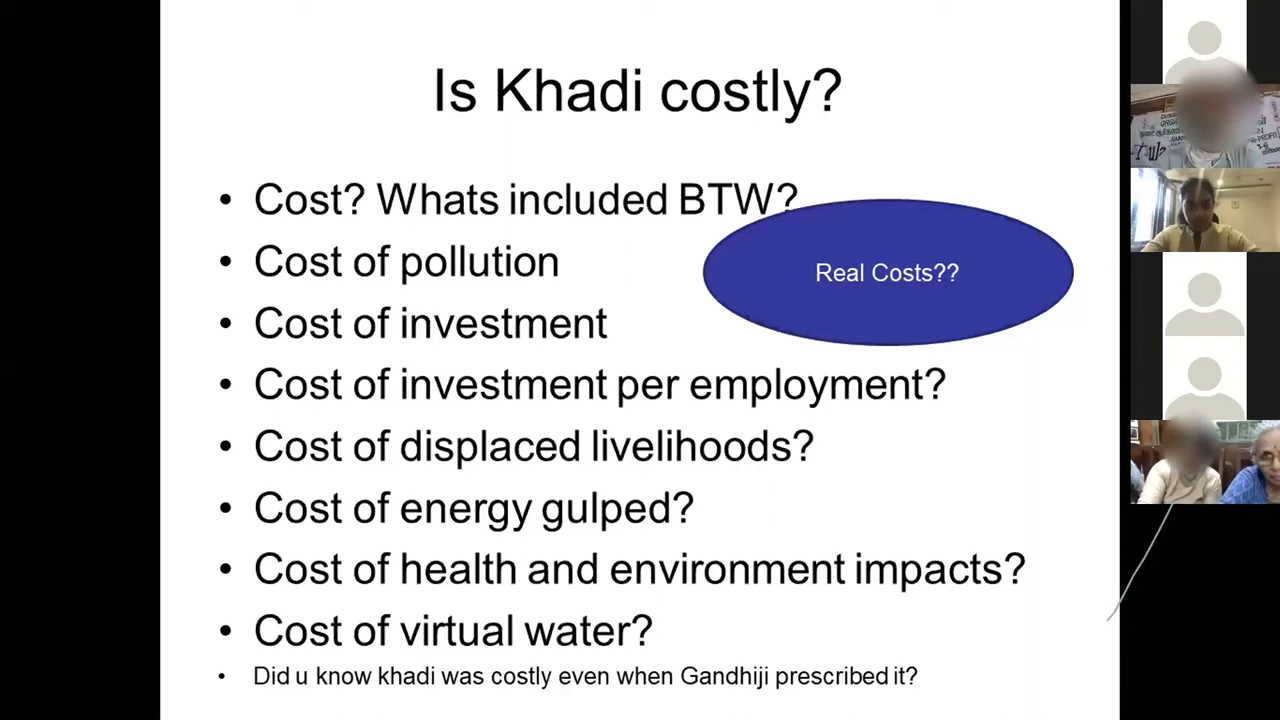 Is Khadi costly?
• Cost? Whats included BTW?
Real Costs??
• Cost of pollution
• Cost of investment
• Cost of investment per employment?
• Cost of displaced livelihoods?
• Cost of energy gulped?
• Cost of health and environment impacts?
• Cost of virtual water?
• Did u know khadi was costly even when Gandhiji prescribed it?